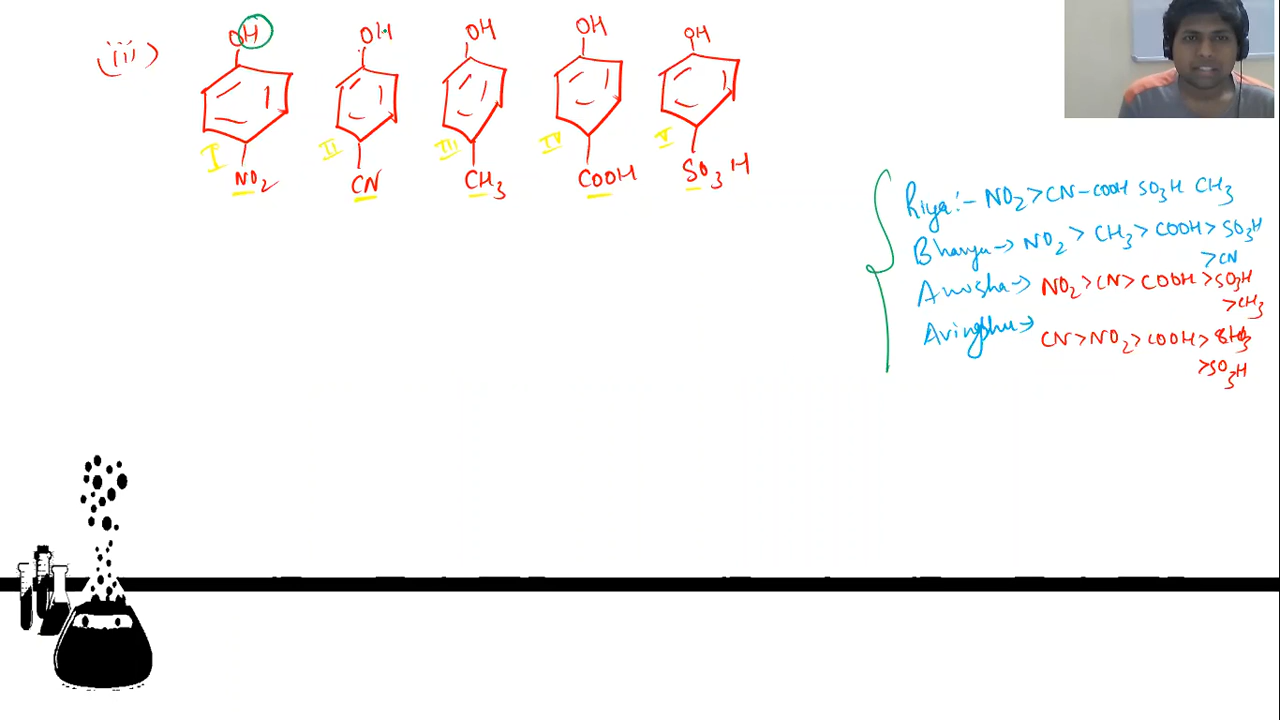 (iii)
OH OH OH OH OH
I II III IV V
NO2 CN CH3 COOH SO3H
Riya:- NO2 > CN - COOH SO3H CH3
Bhavya → NO2 > CH3 > COOH > SO3H
> CN
Anusha → NO2 > CN > COOH > SO3H
> CH3
CN > NO2 > COOH >
> SO3H